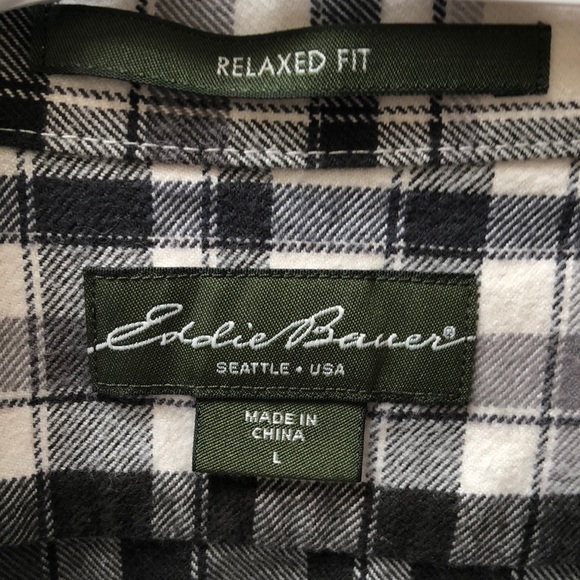 RELAXED FIT
Eddie Bauer®
SEATTLE • USA
MADE IN
CHINA
L